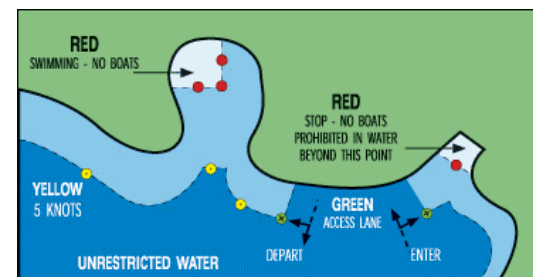 RED
SWIMMING - NO BOATS
RED
STOP - NO BOATS
PROHIBITED IN WATER
BEYOND THIS POINT
YELLOW
5 KNOTS
GREEN
ACCESS LANE
DEPART
ENTER
UNRESTRICTED WATER